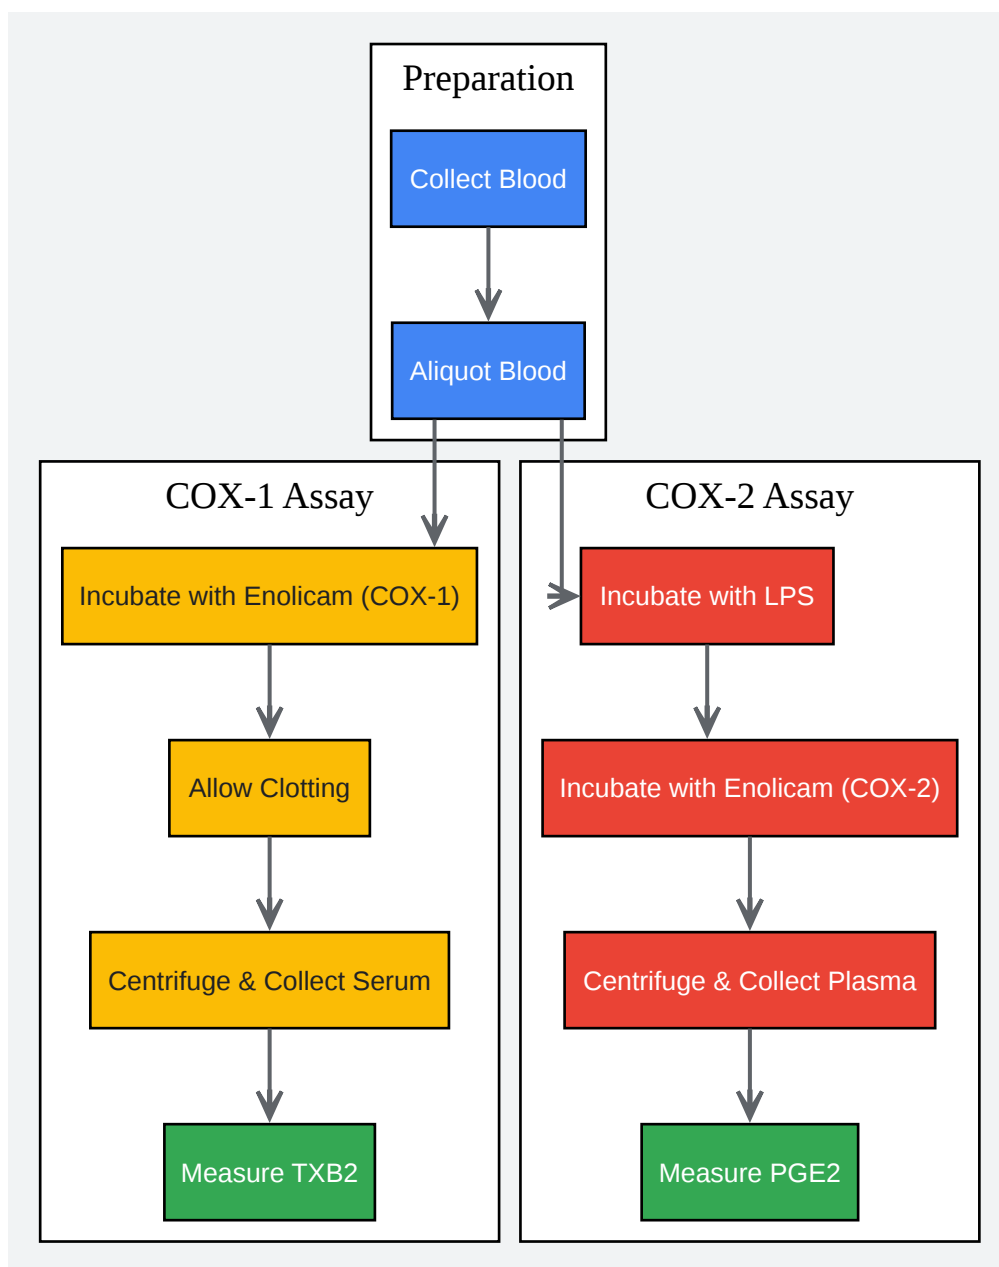 Preparation
Collect Blood
Aliquot Blood
COX-1 Assay
Incubate with Enolicam (COX-1)
Allow Clotting
Centrifuge & Collect Serum
Measure TXB2
COX-2 Assay
Incubate with LPS
Incubate with Enolicam (COX-2)
Centrifuge & Collect Plasma
Measure PGE2